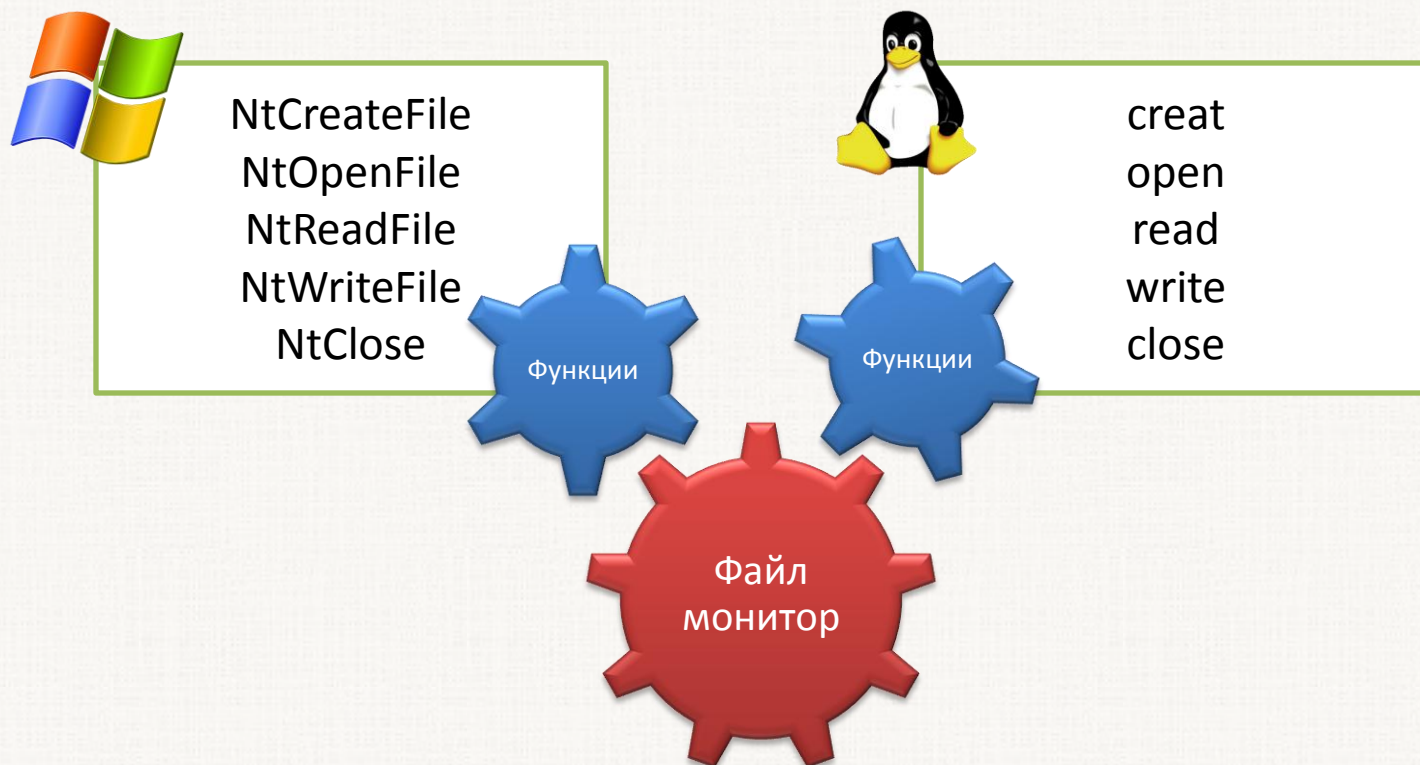 NtCreateFile
NtOpenFile
NtReadFile
NtWriteFile
NtClose
Функции
creat
open
read
write
close
Функции
Файл
монитор